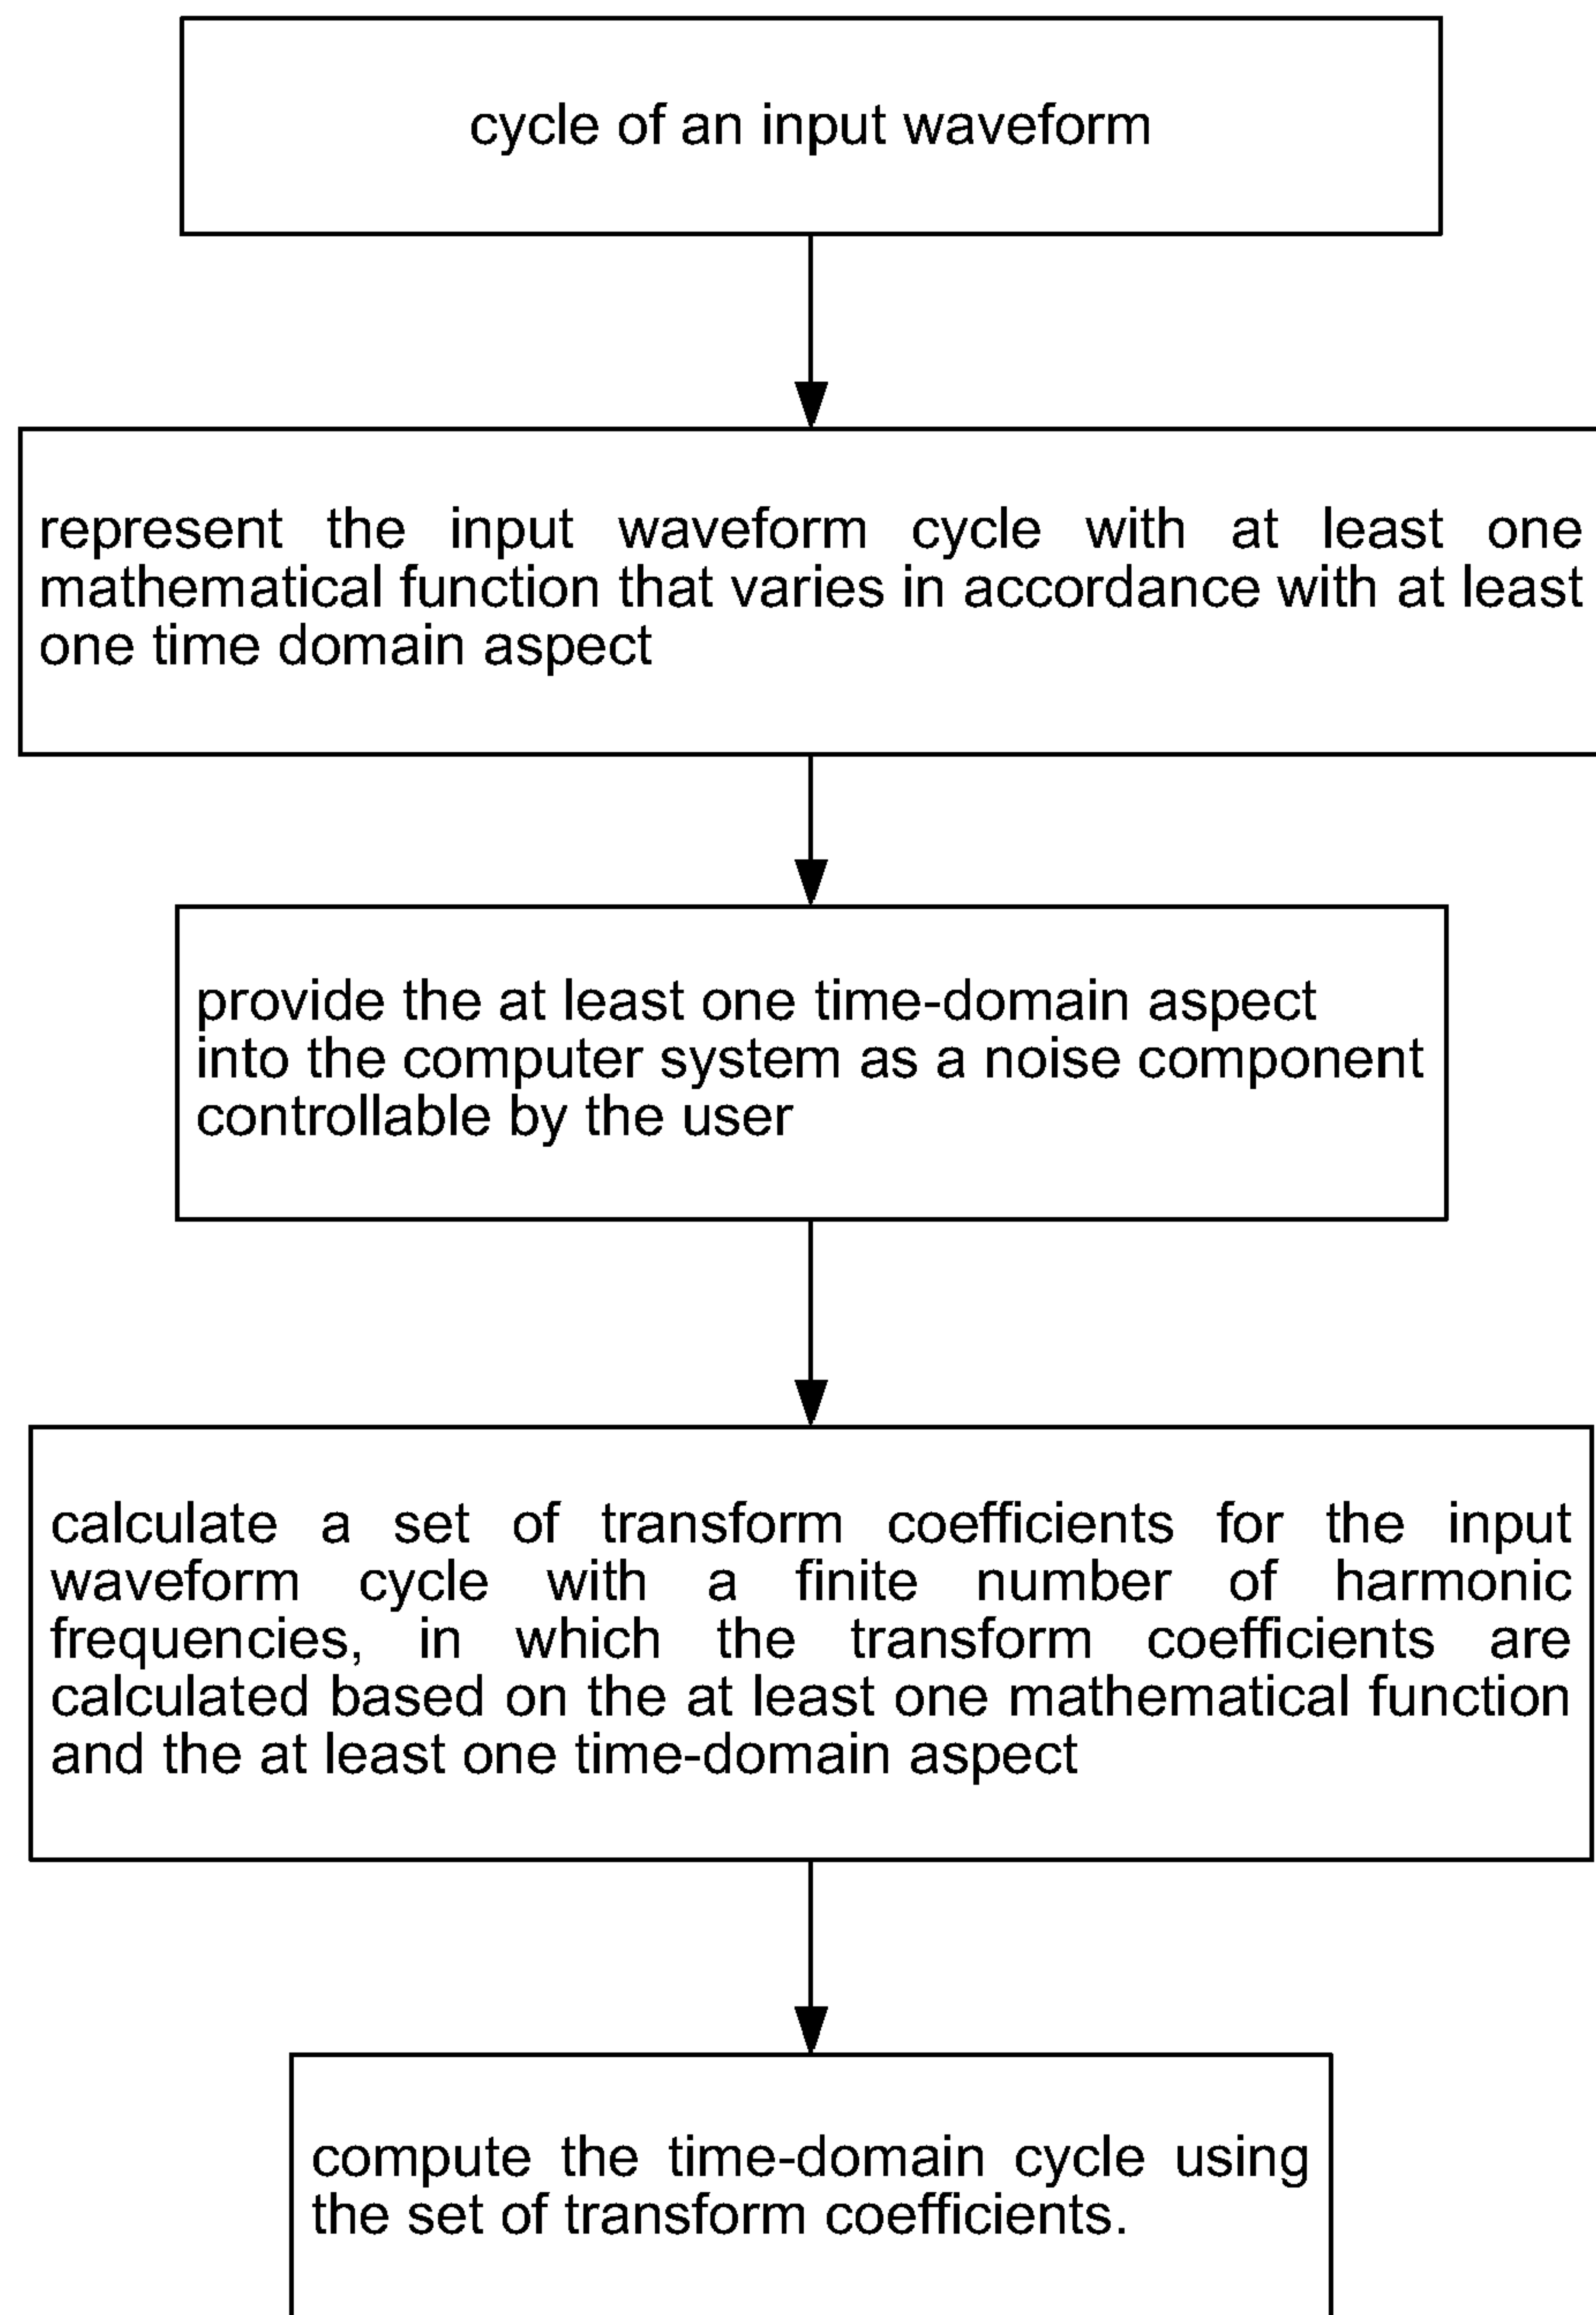 cycle of an input waveform
represent the input waveform cycle with at least one
mathematical function that varies in accordance with at least
one time domain aspect
provide the at least one time-domain aspect
into the computer system as a noise component
controllable by the user
calculate a set of transform coefficients for the input
waveform cycle with a finite number of harmonic
frequencies, in which the transform coefficients are
calculated based on the at least one mathematical function
and the at least one time-domain aspect
compute the time-domain cycle using
the set of transform coefficients.